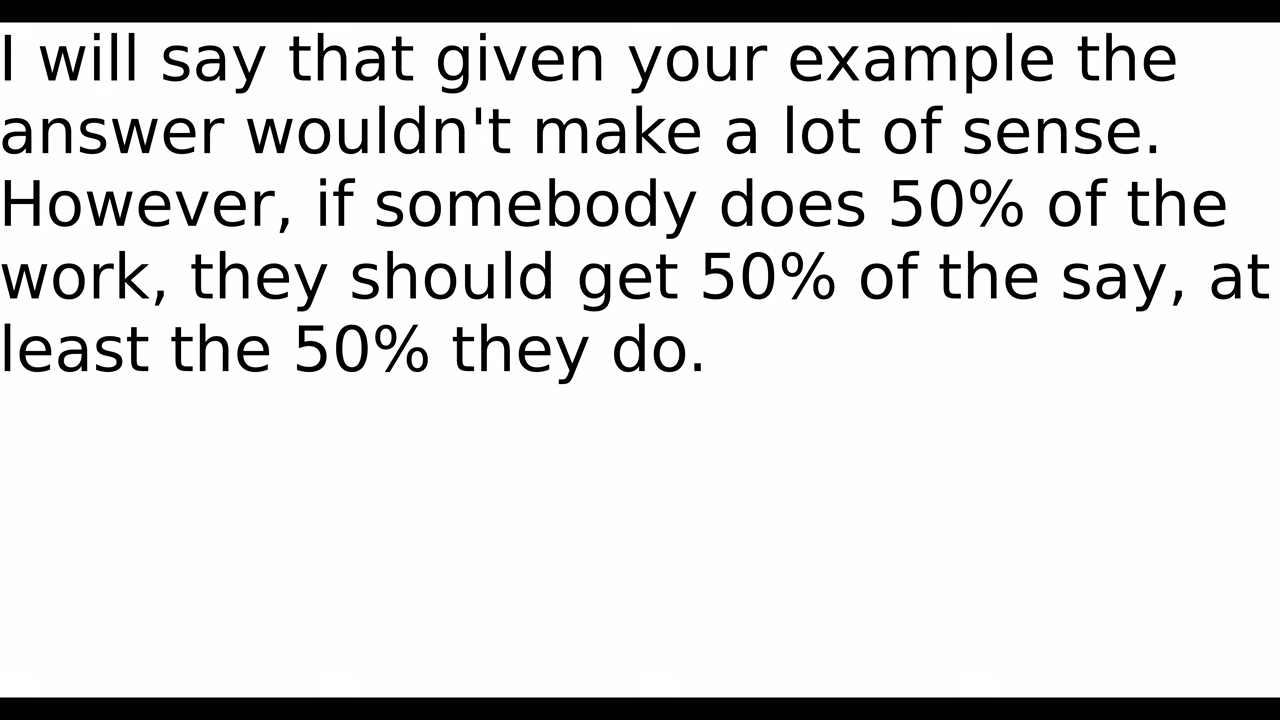 I will say that given your example the
answer wouldn't make a lot of sense.
However, if somebody does 50% of the
work, they should get 50% of the say, at
least the 50% they do.